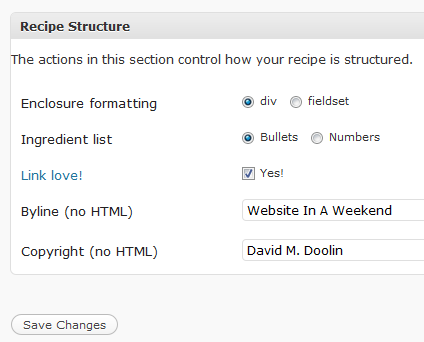 Recipe Structure
The actions in this section control how your recipe is structured.
Enclosure formatting div fieldset
Ingredient list Bullets Numbers
Link love! Yes!
Byline (no HTML) Website In A Weekend
Copyright (no HTML) David M. Doolin
Save Changes